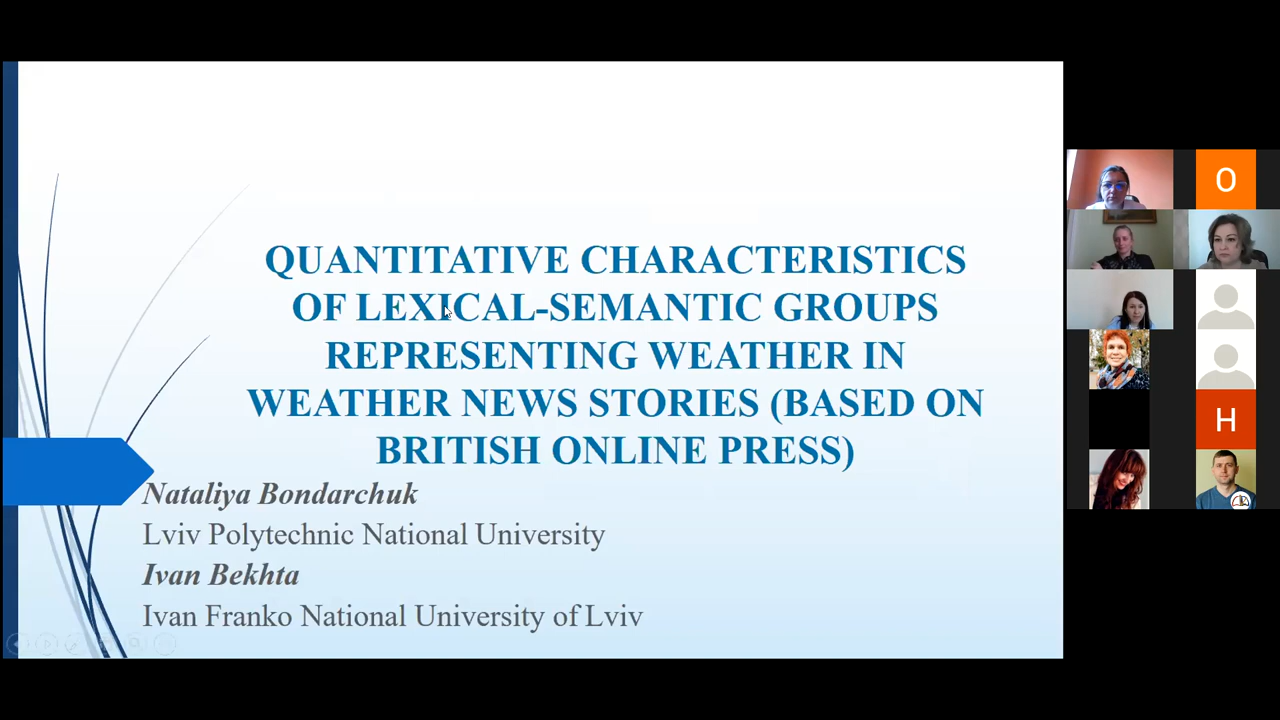 QUANTITATIVE CHARACTERISTICS
OF LEXICAL-SEMANTIC GROUPS
REPRESENTING WEATHER IN
WEATHER NEWS STORIES (BASED ON
BRITISH ONLINE PRESS)
Nataliya Bondarchuk
Lviv Polytechnic National University
Ivan Bekhta
Ivan Franko National University of Lviv
O
H